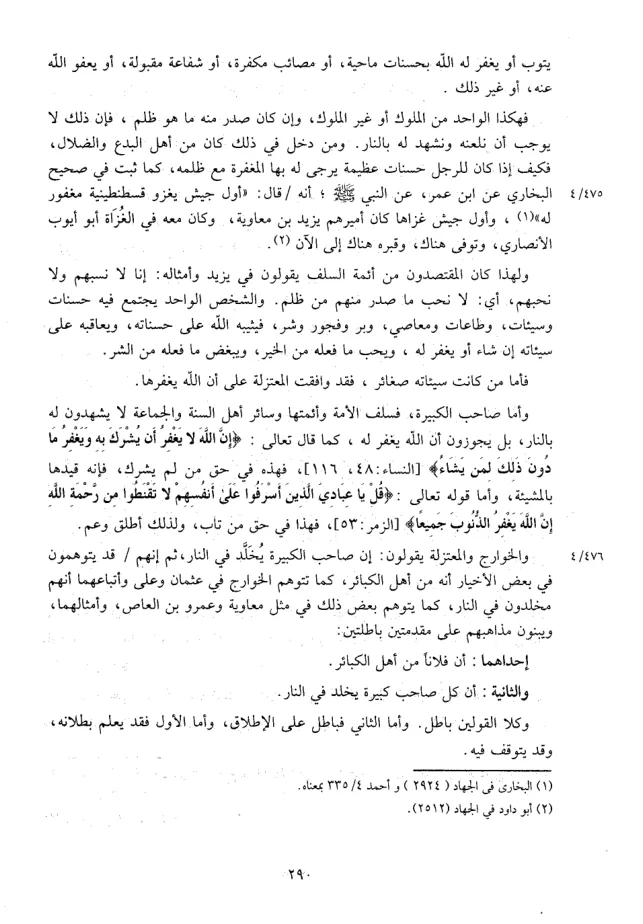 يتوب أو يغفر له الله بحسنات ماحية، أو مصائب مكفرة، أو شفاعة مقبولة، أو يعفو الله
عنه، أو غير ذلك .
فهكذا الواحد من الملوك أو غير الملوك، وإن كان صدر منه ما هو ظلم ، فإن ذلك لا
يوجب أن نلعنه ونشهد له بالنار. ومن دخل في ذلك كان من أهل البدع والضلال،
فكيف إذا كان للرجل حسنات عظيمة يرجى له بها المغفرة مع ظلمه، كما ثبت في صحيح
٤/٤٧٥ البخاري عن ابن عمر، عن النبي ﷺ ؛ أنه / قال: «أول جيش يغزو قسطنطينية مغفور
له»(١) ، وأول جيش غزاها كان أميرهم يزيد بن معاوية، وكان معه في الغُزَاة أبو أيوب
الأنصاري، وتوفى هناك، وقبره هناك إلى الآن (٢).
ولهذا كان المقتصدون من أئمة السلف يقولون في يزيد وأمثاله: إنا لا نسبهم ولا
نحبهم، أي: لا نحب ما صدر منهم من ظلم. والشخص الواحد يجتمع فيه حسنات
وسيئات، وطاعات ومعاصي، وبر وفجور وشر، فيثيبه الله على حسناته، ويعاقبه على
سيئاته إن شاء أو يغفر له ، ويحب ما فعله من الخير، ويبغض ما فعله من الشر.
فأما من كانت سيئاته صغائر ، فقد وافقت المعتزلة على أن الله يغفرها.
وأما صاحب الكبيرة، فسلف الأمة وأئمتها وسائر أهل السنة والجماعة لا يشهدون له
بالنار، بل يجوزون أن الله يغفر له ، كما قال تعالى : ﴿إِنَّ اللَّهَ لا يَغْفِرُ أَن يُشْرَكَ بِهِ وَيَغْفِرُ مَا
دُونَ ذَلِكَ لِمَن يَشَاءُ﴾ [النساء:٤٨، ١١٦]، فهذه في حق من لم يشرك، فإنه قيدها
بالمشيئة، وأما قوله تعالى :﴿قُلْ يَا عِبَادِيَ الَّذِينَ أَسْرَفُوا عَلَىٰ أَنفُسِهِمْ لا تَقْنَطُوا مِن رَّحْمَةِ اللَّهِ
إِنَّ اللَّهَ يَغْفِرُ الذُّنُوبَ جَمِيعًا﴾ [الزمر:٥٣]، فهذا في حق من تاب، ولذلك أطلق وعم.
٤/٤٧٦ والخوارج والمعتزلة يقولون: إن صاحب الكبيرة يُخَلَّد في النار،ثم إنهم / قد يتوهمون
في بعض الأخيار أنه من أهل الكبائر، كما تتوهم الخوارج في عثمان وعلى وأتباعهما أنهم
مخلدون في النار، كما يتوهم بعض ذلك في مثل معاوية وعمرو بن العاص، وأمثالهما،
ويبنون مذاهبهم على مقدمتين باطلتين:
إحداهما : أن فلاناً من أهل الكبائر.
والثانية : أن كل صاحب كبيرة يخلد في النار.
وكلا القولين باطل. وأما الثاني فباطل على الإطلاق، وأما الأول فقد يعلم بطلانه،
وقد يتوقف فيه.
(١) البخارى فى الجهاد ( ٢٩٢٤ ) و أحمد ٤/ ٣٣٥ بمعناه.
(٢) أبو داود في الجهاد (٢٥١٢).
٢٩٠